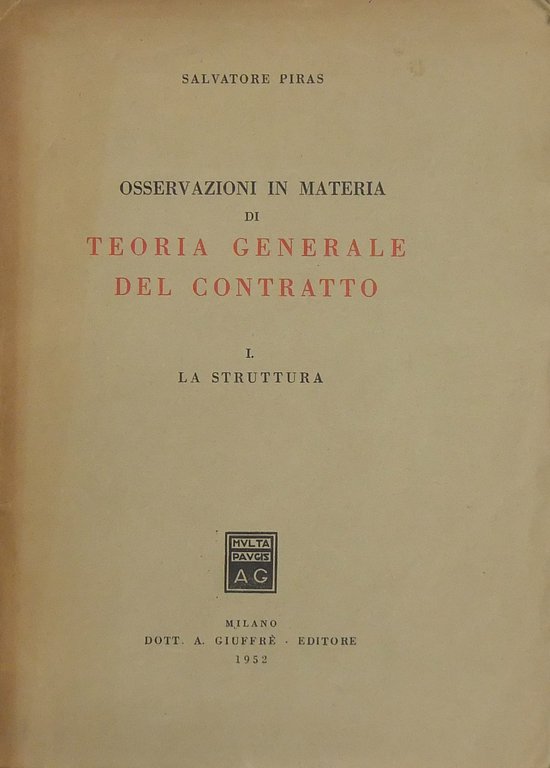 SALVATORE PIRAS
OSSERVAZIONI IN MATERIA
DI
TEORIA GENERALE
DEL CONTRATTO
I.
LA STRUTTURA
MVLTA
PAVCIS
AG
MILANO
DOTT. A. GIUFFRÈ - EDITORE
1952